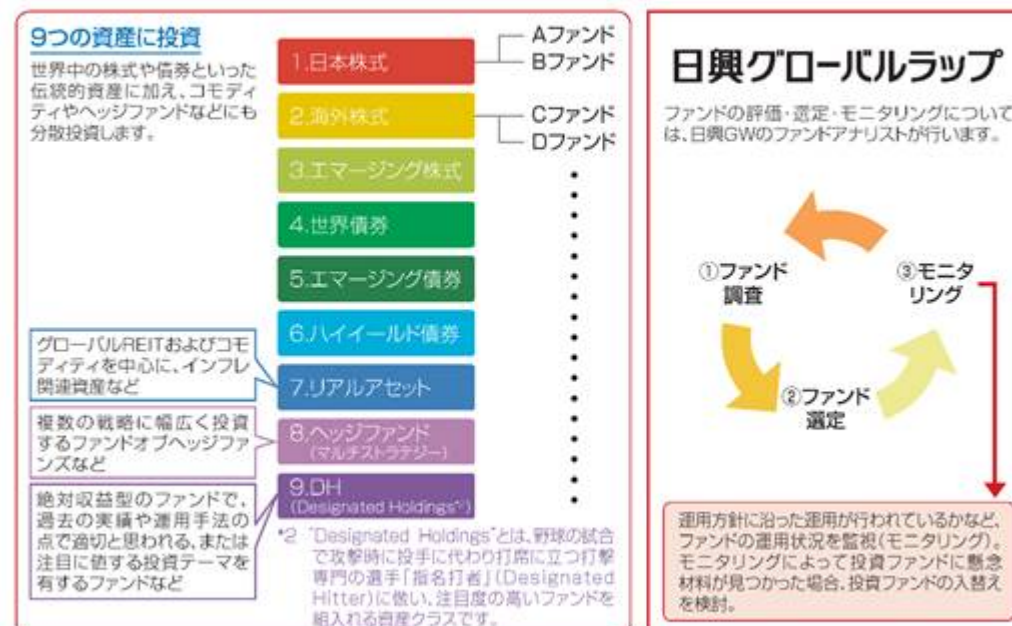 9つの資産に投資
世界中の株式や債券といった
伝統的資産に加え、コモディ
ティやヘッジファンドなどにも
分散投資します。
1.日本株式
Aファンド
Bファンド
2.海外株式
Cファンド
Dファンド
3.エマージング株式
4.世界債券
5.エマージング債券
6.ハイイールド債券
グローバルREITおよびコモ
ディティを中心に、インフレ
関連資産など
7.リアルアセット
複数の戦略に幅広く投資
するファンドオブヘッジファ
ンズなど
8.ヘッジファンド
(マルチストラテジー)
絶対収益型のファンドで、
過去の実績や運用手法の
点で適切と思われる、または
注目に値する投資テーマを
有するファンドなど
9.DH
(Designated Holdings*2)
*2 "Designated Holdings"とは、野球の試合
で攻撃時に投手に代わり打席に立つ打撃
専門の選手「指名打者」(Designated
Hitter)に倣い、注目度の高いファンドを
組入れる資産クラスです。
日興グローバルラップ
ファンドの評価・選定・モニタリングについて
は、日興GWのファンドアナリストが行います。
①ファンド
調査
③モニタ
リング
②ファンド
選定
運用方針に沿った運用が行われているかなど、
ファンドの運用状況を監視(モニタリング)。
モニタリングによって投資ファンドに懸念
材料が見つかった場合、投資ファンドの入替え
を検討。